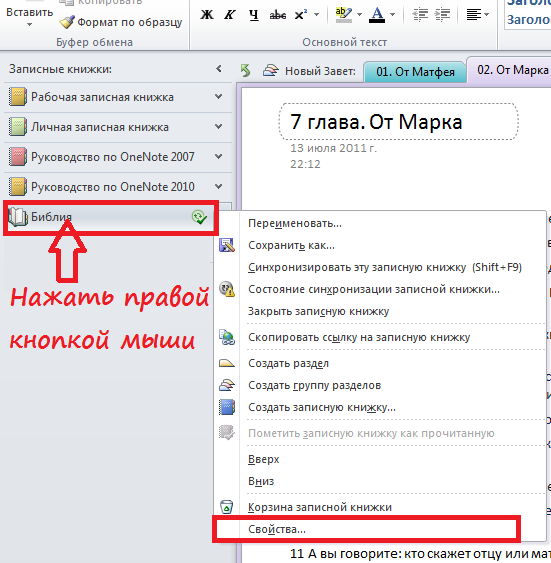 Вставить
копировать
Формат по образцу
Ж К Ч abc x² ab A
Буфер обмена
Основной текст
Заголо
Записные книжки:
Новый Завет:
01. От Матфея
02. От Марка
Рабочая записная книжка
Личная записная книжка
Руководство по OneNote 2007
Руководство по OneNote 2010
Библия
7 глава. От Марка
13 июля 2011 г.
22:12
Нажать правой
кнопкой мыши
Переименовать...
Сохранить как...
Синхронизировать эту записную книжку (Shift+F9)
Состояние синхронизации записной книжки...
Закрыть записную книжку
Скопировать ссылку на записную книжку
Создать раздел
Создать группу разделов
Создать записную книжку...
Пометить записную книжку как прочитанную
Вверх
Вниз
Корзина записной книжки
Свойства...
11 А вы говорите: кто скажет отцу или мат